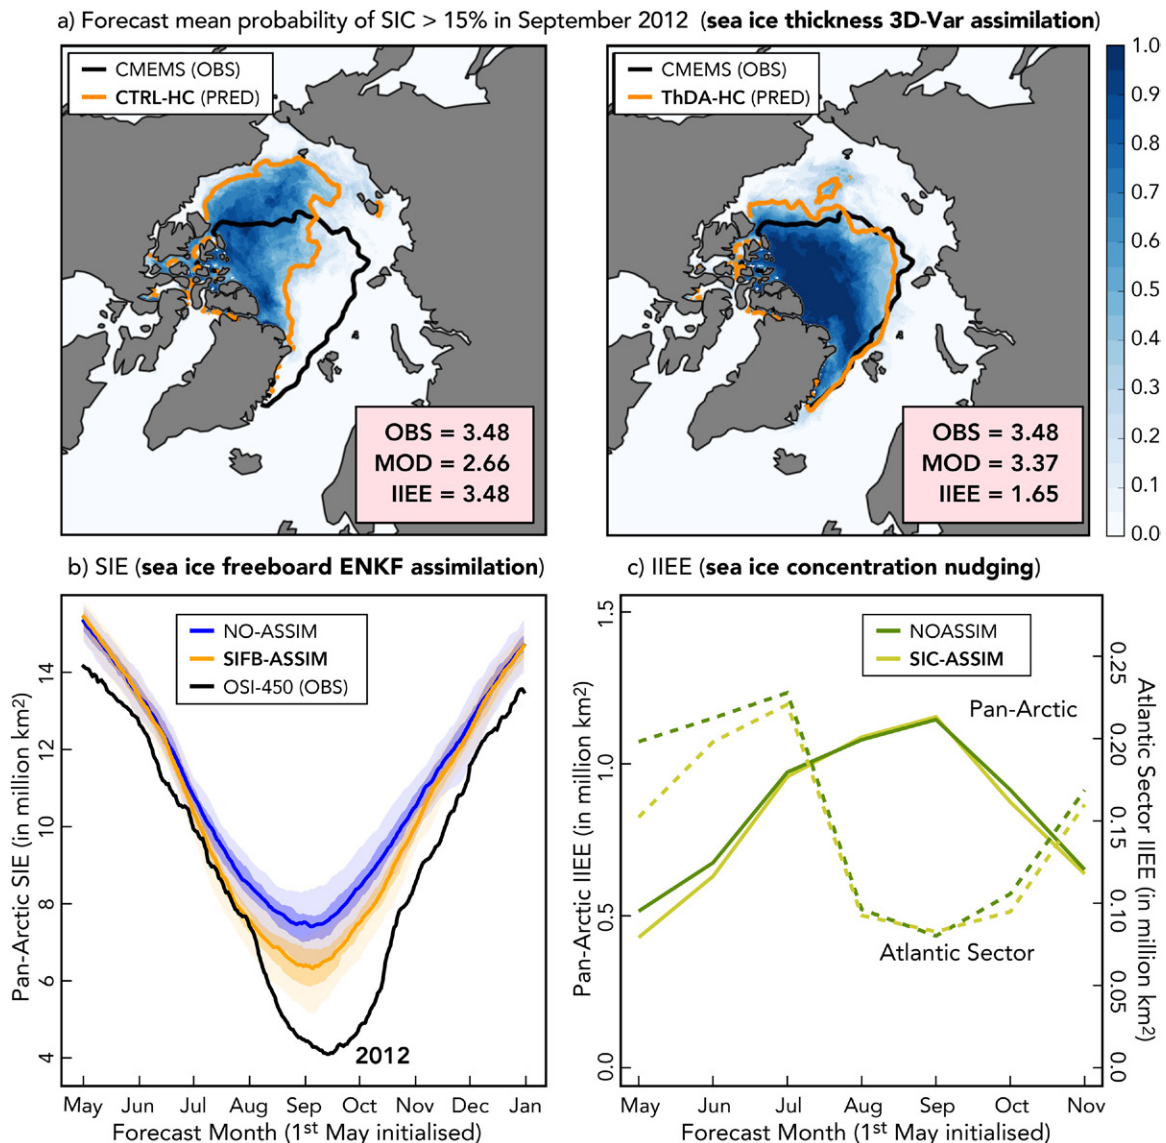 a) Forecast mean probability of SIC > 15% in September 2012 (sea ice thickness 3D-Var assimilation)
CMEMS (OBS)
CTRL-HC (PRED)
OBS = 3.48
MOD = 2.66
IIEE = 3.48
CMEMS (OBS)
ThDA-HC (PRED)
OBS = 3.48
MOD = 3.37
IIEE = 1.65
1.0
0.9
0.8
0.7
0.6
0.5
0.4
0.3
0.2
0.1
0.0
b) SIE (sea ice freeboard ENKF assimilation)
NO-ASSIM
SIFB-ASSIM
OSI-450 (OBS)
2012
Pan-Arctic SIE (in million km²)
14
12
10
8
6
4
May Jun Jul Aug Sep Oct Nov Dec Jan
Forecast Month (1st May initialised)
c) IIEE (sea ice concentration nudging)
NOASSIM
SIC-ASSIM
Pan-Arctic
Atlantic Sector
Pan-Arctic IIEE (in million km²)
1.5
1.0
0.5
0.0
Atlantic Sector IIEE (in million km²)
0.25
0.20
0.15
0.10
0.05
0.0
May Jun Jul Aug Sep Oct Nov
Forecast Month (1st May initialised)